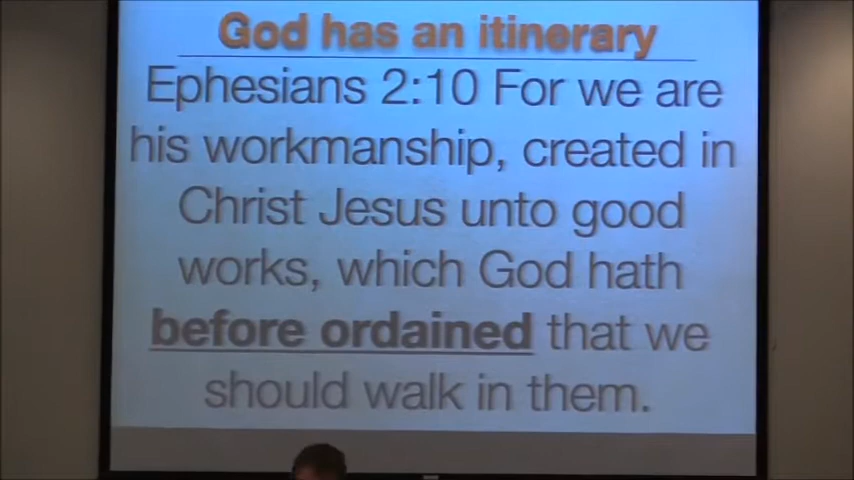 God has an itinerary
Ephesians 2:10 For we are
his workmanship, created in
Christ Jesus unto good
works, which God hath
before ordained that we
should walk in them.